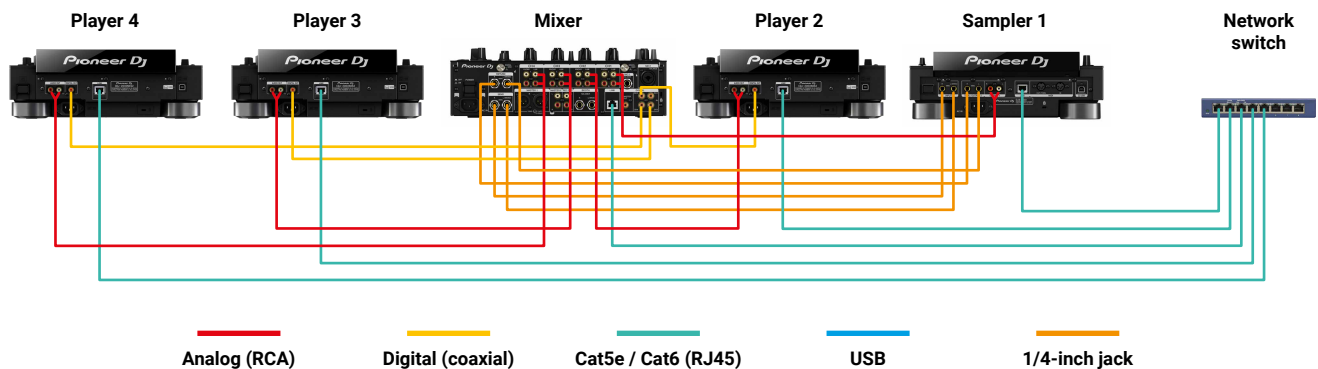 Player 4
Player 3
Mixer
Player 2
Sampler 1
Network
switch
Pioneer Dj
Pioneer Dj
Pioneer Dj
Pioneer Dj
Analog (RCA)
Digital (coaxial)
Cat5e / Cat6 (RJ45)
USB
1/4-inch jack